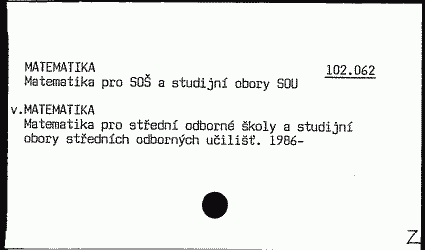 MATEMATIKA 102.062
Matematika pro SOŠ a studijní obory SOU
v.MATEMATIKA
Matematika pro střední odborné školy a studijní
obory středních odborných učilišť. 1986-
Z